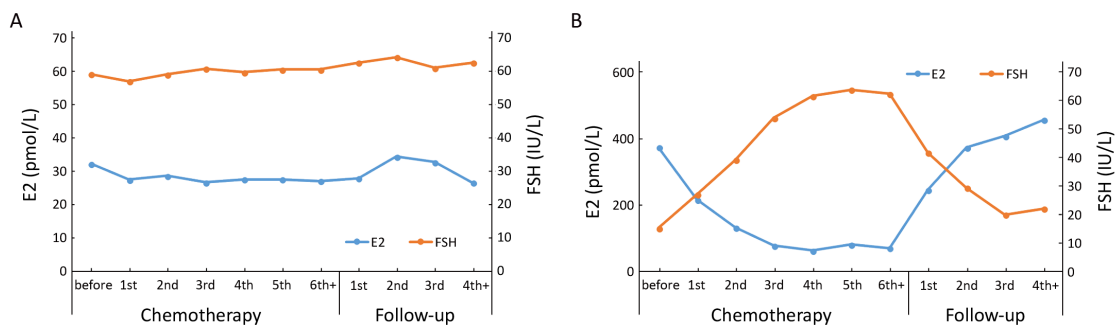 A
B
70
60
50
40
30
20
10
0
E2 (pmol/L)
70
60
50
40
30
20
10
0
FSH (IU/L)
E2 FSH
before 1st 2nd 3rd 4th 5th 6th+ 1st 2nd 3rd 4th+
Chemotherapy Follow-up
600
400
200
0
E2 (pmol/L)
70
60
50
40
30
20
10
0
FSH (IU/L)
E2 FSH
before 1st 2nd 3rd 4th 5th 6th+ 1st 2nd 3rd 4th+
Chemotherapy Follow-up